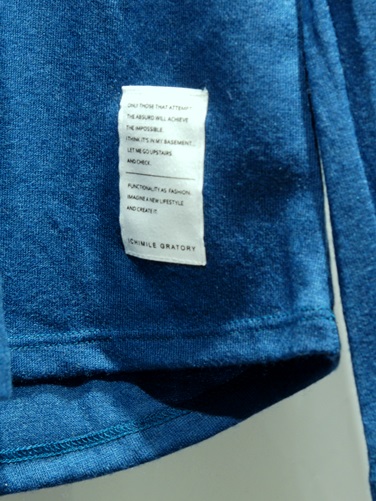 ONLY THOSE THAT ATTEMPT
THE ABSURD WILL ACHIEVE
THE IMPOSSIBLE.
I THINK IT'S IN MY BASEMENT...
LET ME GO UPSTAIRS
AND CHECK.
FUNCTIONALITY AS FASHION.
IMAGINE A NEW LIFESTYLE
AND CREATE IT.
ICHIMILE GRATORY